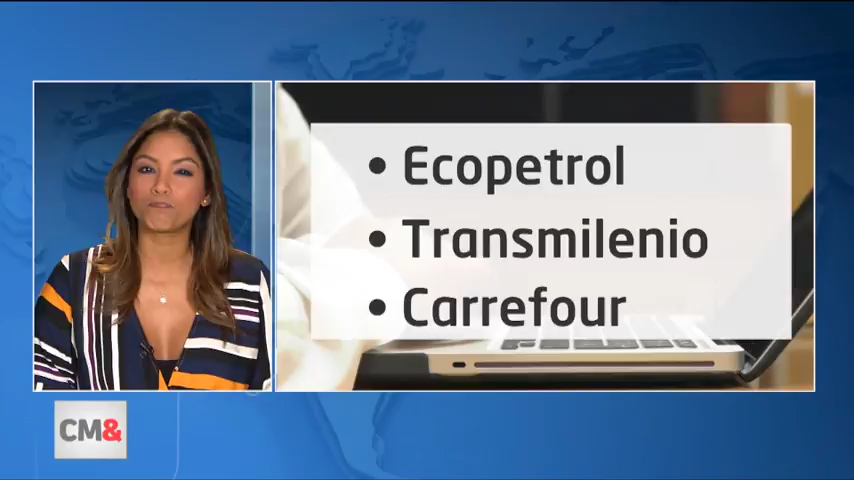 • Ecopetrol
• Transmilenio
• Carrefour
CM&